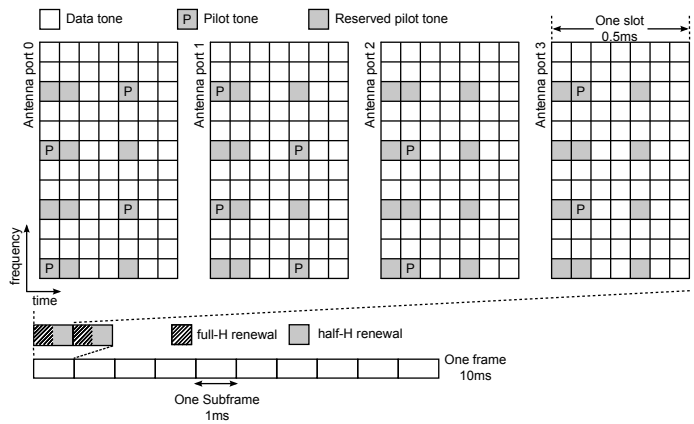 Data tone
P Pilot tone
Reserved pilot tone
One slot
0.5ms
Antenna port 0
P
P
P
P
Antenna port 1
P
P
P
P
Antenna port 2
P
P
Antenna port 3
P
P
frequency
time
full-H renewal
half-H renewal
One frame
10ms
One Subframe
1ms